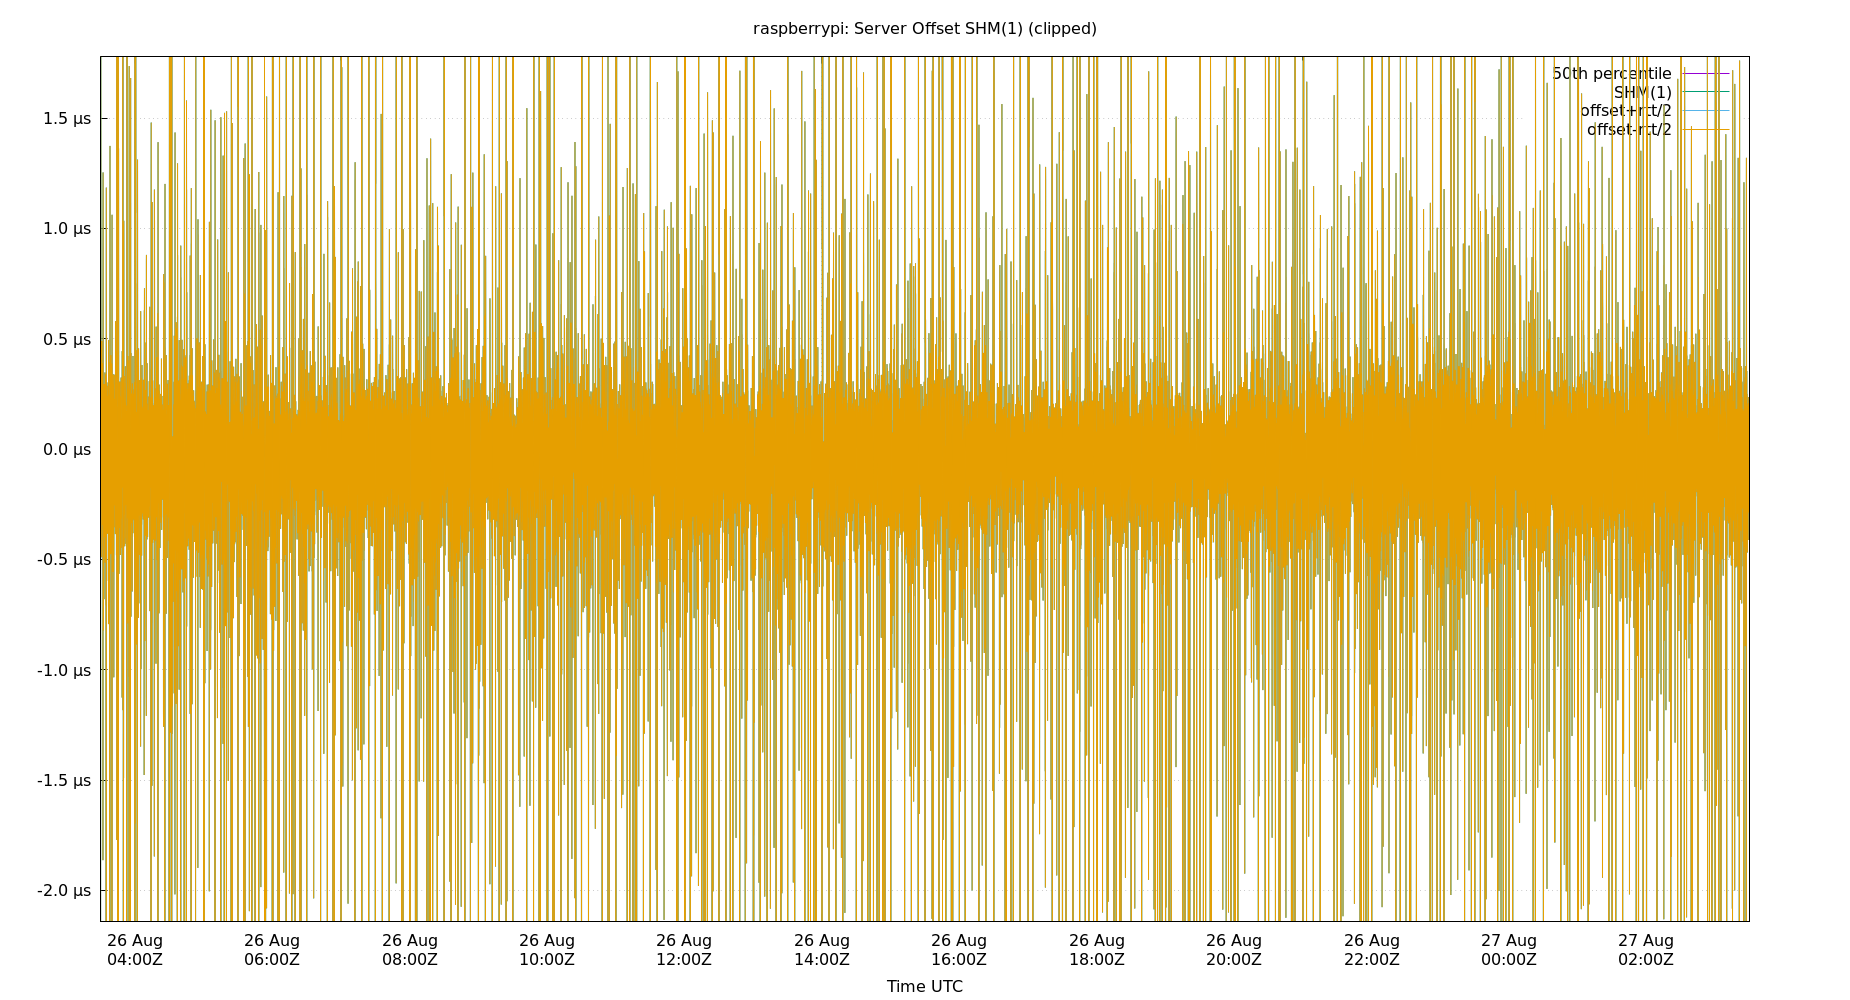 raspberrypi: Server Offset SHM(1) (clipped)
50th percentile
SHM(1)
offset+rtt/2
offset-rtt/2
1.5 µs
1.0 µs
0.5 µs
0.0 µs
-0.5 µs
-1.0 µs
-1.5 µs
-2.0 µs
26 Aug 26 Aug 26 Aug 26 Aug 26 Aug 26 Aug 26 Aug 26 Aug 26 Aug 26 Aug 27 Aug 27 Aug
04:00Z 06:00Z 08:00Z 10:00Z 12:00Z 14:00Z 16:00Z 18:00Z 20:00Z 22:00Z 00:00Z 02:00Z
Time UTC